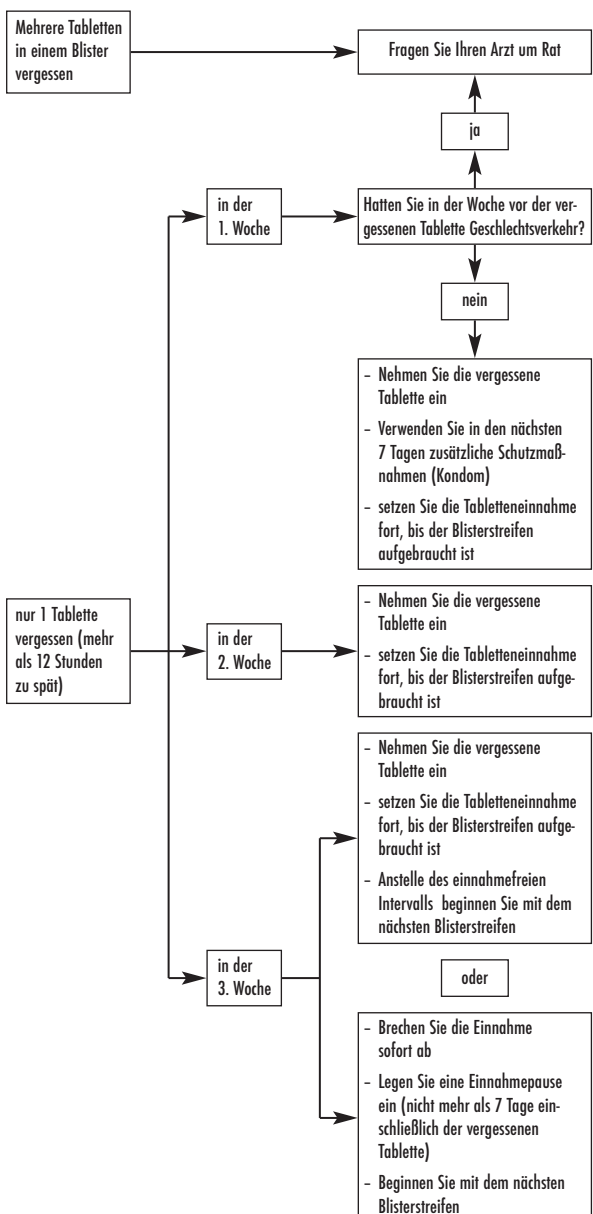 Mehrere Tabletten
in einem Blister
vergessen
Fragen Sie Ihren Arzt um Rat
ja
in der
1. Woche
Hatten Sie in der Woche vor der ver-
gessenen Tablette Geschlechtsverkehr?
nein
– Nehmen Sie die vergessene
Tablette ein
– Verwenden Sie in den nächsten
7 Tagen zusätzliche Schutzmaß-
nahmen (Kondom)
– setzen Sie die Tabletteneinnahme
fort, bis der Blisterstreifen
aufgebraucht ist
nur 1 Tablette
vergessen (mehr
als 12 Stunden
zu spät)
in der
2. Woche
– Nehmen Sie die vergessene
Tablette ein
– setzen Sie die Tabletteneinnahme
fort, bis der Blisterstreifen aufge-
braucht ist
– Nehmen Sie die vergessene
Tablette ein
– setzen Sie die Tabletteneinnahme
fort, bis der Blisterstreifen aufge-
braucht ist
– Anstelle des einnahmefreien
Intervalls beginnen Sie mit dem
nächsten Blisterstreifen
in der
3. Woche
oder
– Brechen Sie die Einnahme
sofort ab
– Legen Sie eine Einnahmepause
ein (nicht mehr als 7 Tage ein-
schließlich der vergessenen
Tablette)
– Beginnen Sie mit dem nächsten
Blisterstreifen